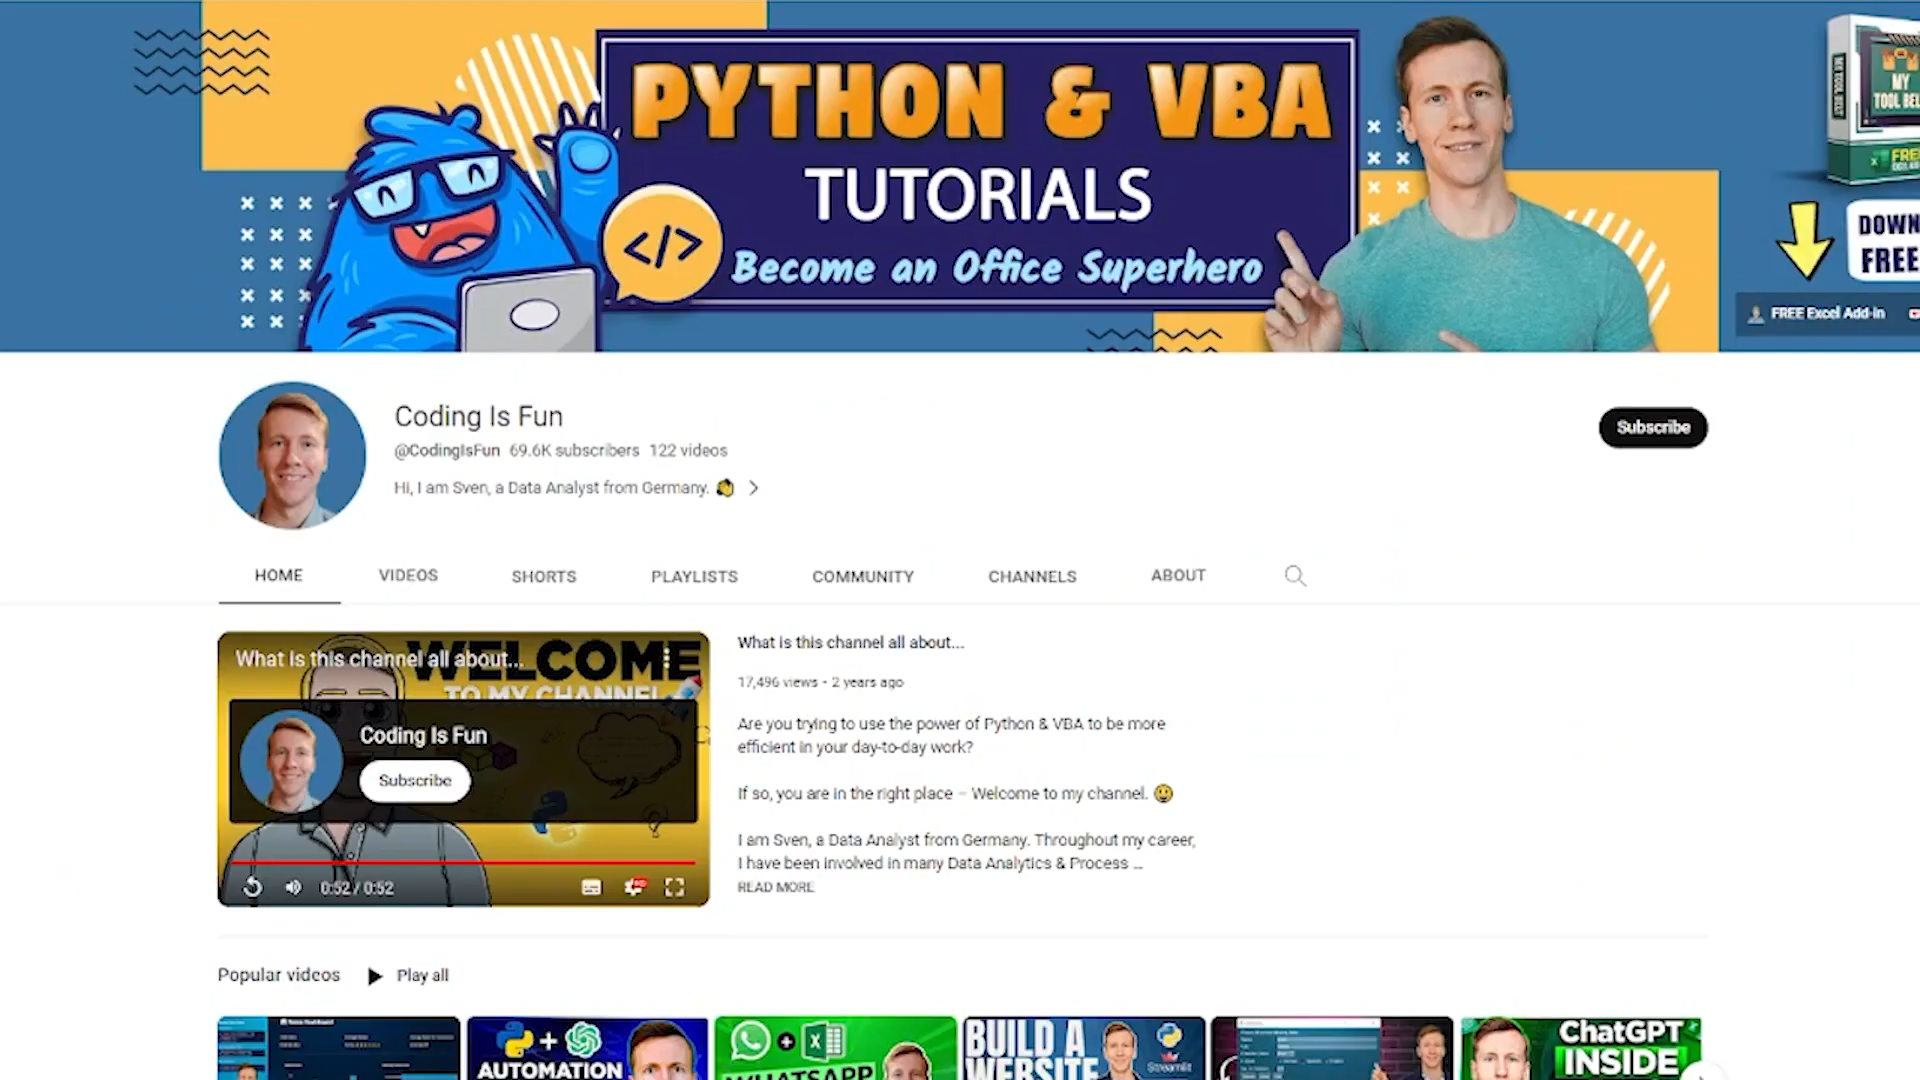 PYTHON & VBA
TUTORIALS
</>
Become an Office Superhero
MY
TOOL BEL
FREE
DOWN
FREE
FREE Excel Add-in
Coding Is Fun
@CodingIsFun 69.6K subscribers 122 videos
Hi, I am Sven, a Data Analyst from Germany.
Subscribe
HOME VIDEOS SHORTS PLAYLISTS COMMUNITY CHANNELS ABOUT
What is this channel all about...
WELCOME
TO MY CHANNEL
Coding Is Fun
Subscribe
0:52 / 0:52
What is this channel all about...
17,496 views • 2 years ago
Are you trying to use the power of Python & VBA to be more
efficient in your day-to-day work?
If so, you are in the right place – Welcome to my channel.
I am Sven, a Data Analyst from Germany. Throughout my career,
I have been involved in many Data Analytics & Process ...
READ MORE
Popular videos Play all
+
AUTOMATION
+
WHATSAPP
BUILD A
WEBSITE
Streamlit
ChatGPT
INSIDE